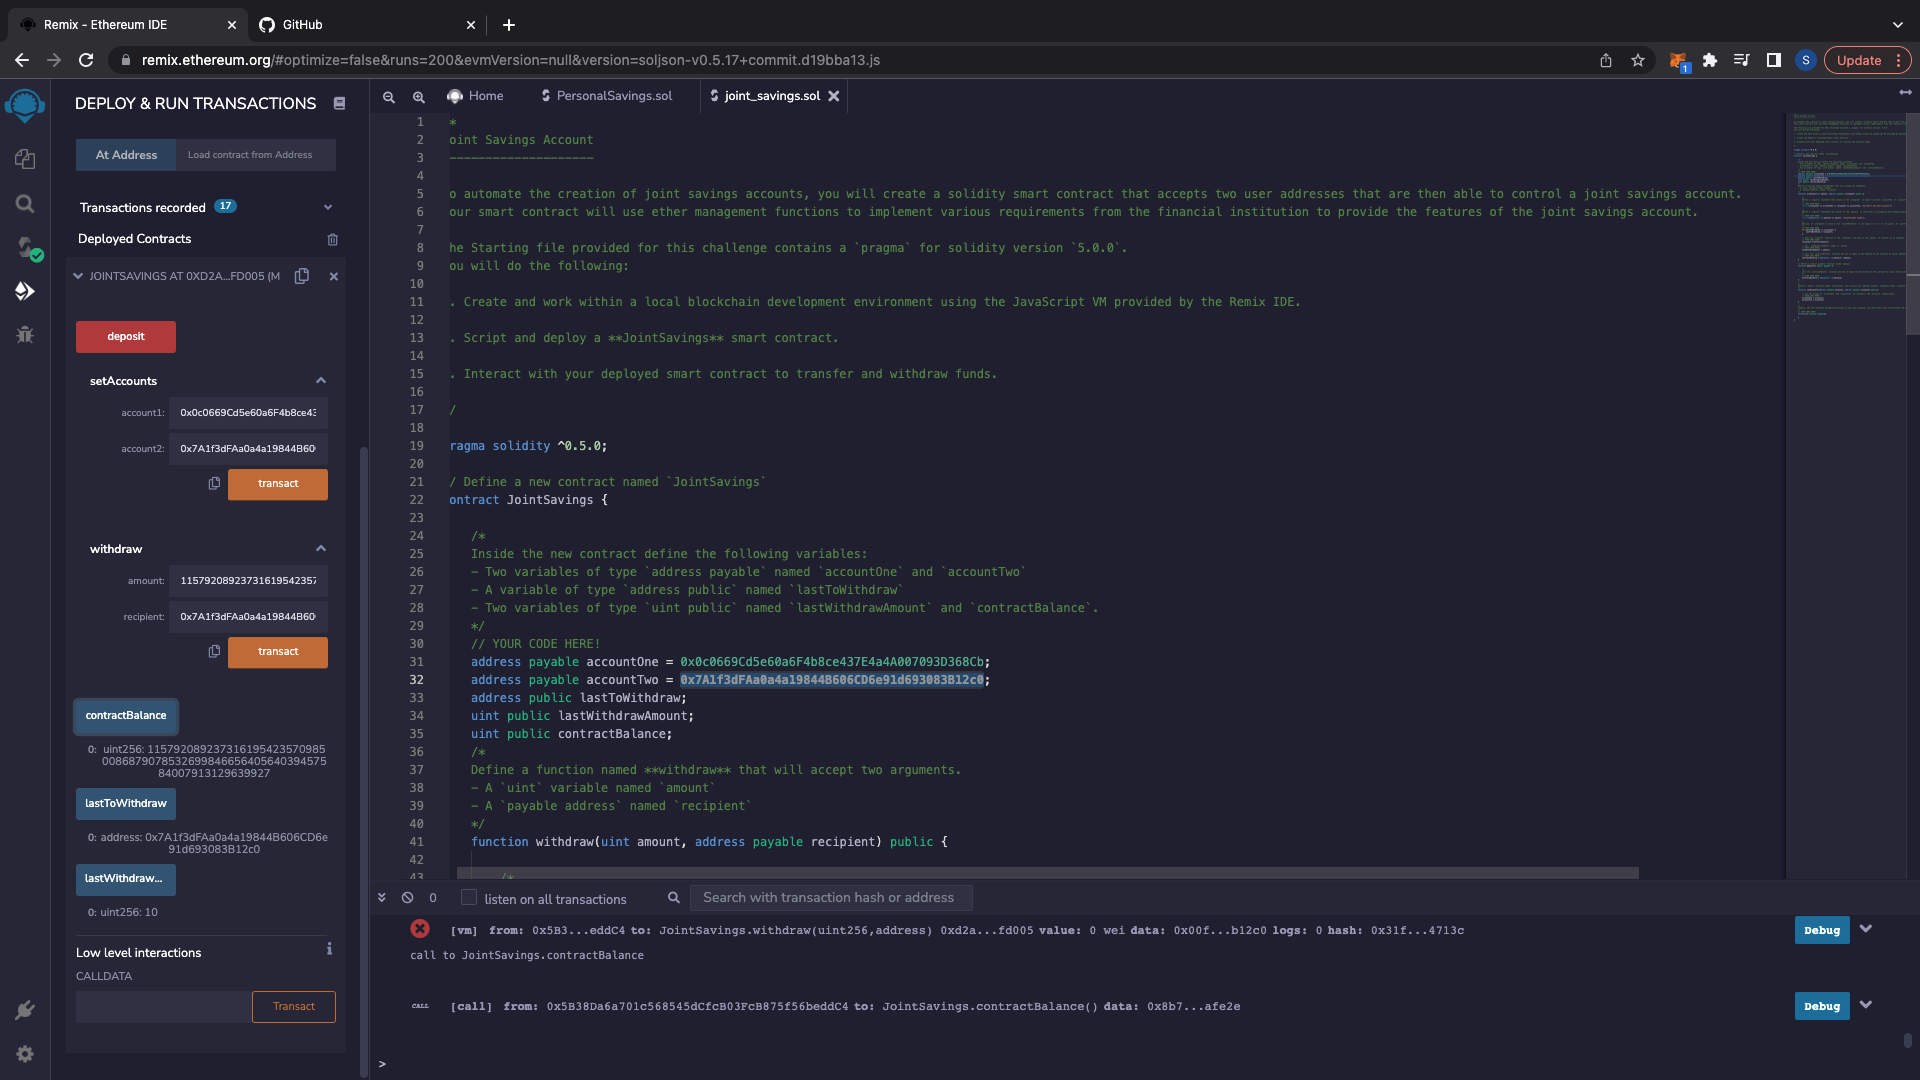 Remix - Ethereum IDE
GitHub
remix.ethereum.org/#optimize=false&runs=200&evmVersion=null&version=soljson-v0.5.17+commit.d19bba13.js
1
S
Update
DEPLOY & RUN TRANSACTIONS
At Address
Load contract from Address
Transactions recorded 17
Deployed Contracts
JOINTSAVINGS AT 0XD2A...FD005 (M
deposit
setAccounts
account1: 0x0c0669Cd5e60a6F4b8ce43
account2: 0x7A1f3dFAa0a4a19844B60
transact
withdraw
amount: 11579208923731619542357
recipient: 0x7A1f3dFAa0a4a19844B60
transact
contractBalance
0: uint256: 115792089237316195423570985
0086879078532699846656405640394575
84007913129639927
lastToWithdraw
0: address: 0x7A1f3dFAa0a4a19844B606CD6e
91d693083B12c0
lastWithdraw...
0: uint256: 10
Low level interactions
CALLDATA
Transact
Home
PersonalSavings.sol
joint_savings.sol
1 *
2 oint Savings Account
3 --------------------
4
5 o automate the creation of joint savings accounts, you will create a solidity smart contract that accepts two user addresses that are then able to control a joint savings account.
6 our smart contract will use ether management functions to implement various requirements from the financial institution to provide the features of the joint savings account.
7
8 he Starting file provided for this challenge contains a `pragma` for solidity version `5.0.0`.
9 ou will do the following:
10
11 . Create and work within a local blockchain development environment using the JavaScript VM provided by the Remix IDE.
12
13 . Script and deploy a **JointSavings** smart contract.
14
15 . Interact with your deployed smart contract to transfer and withdraw funds.
16
17 /
18
19 ragma solidity ^0.5.0;
20
21 / Define a new contract named `JointSavings`
22 ontract JointSavings {
23
24 /*
25 Inside the new contract define the following variables:
26 - Two variables of type `address payable` named `accountOne` and `accountTwo`
27 - A variable of type `address public` named `lastToWithdraw`
28 - Two variables of type `uint public` named `lastWithdrawAmount` and `contractBalance`.
29 */
30 // YOUR CODE HERE!
31 address payable accountOne = 0x0c0669Cd5e60a6F4b8ce437E4a4A007093D368Cb;
32 address payable accountTwo = 0x7A1f3dFAa0a4a19844B606CD6e91d693083B12c0;
33 address public lastToWithdraw;
34 uint public lastWithdrawAmount;
35 uint public contractBalance;
36 /*
37 Define a function named **withdraw** that will accept two arguments.
38 - A `uint` variable named `amount`
39 - A `payable address` named `recipient`
40 */
41 function withdraw(uint amount, address payable recipient) public {
42
43 /*
0
listen on all transactions
Search with transaction hash or address
[vm] from: 0x5B3...eddC4 to: JointSavings.withdraw(uint256,address) 0xd2a...fd005 value: 0 wei data: 0x00f...b12c0 logs: 0 hash: 0x31f...4713c
Debug
call to JointSavings.contractBalance
CALL [call] from: 0x5B38Da6a701c568545dCfcB03FcB875f56beddC4 to: JointSavings.contractBalance() data: 0x8b7...afe2e
Debug
>